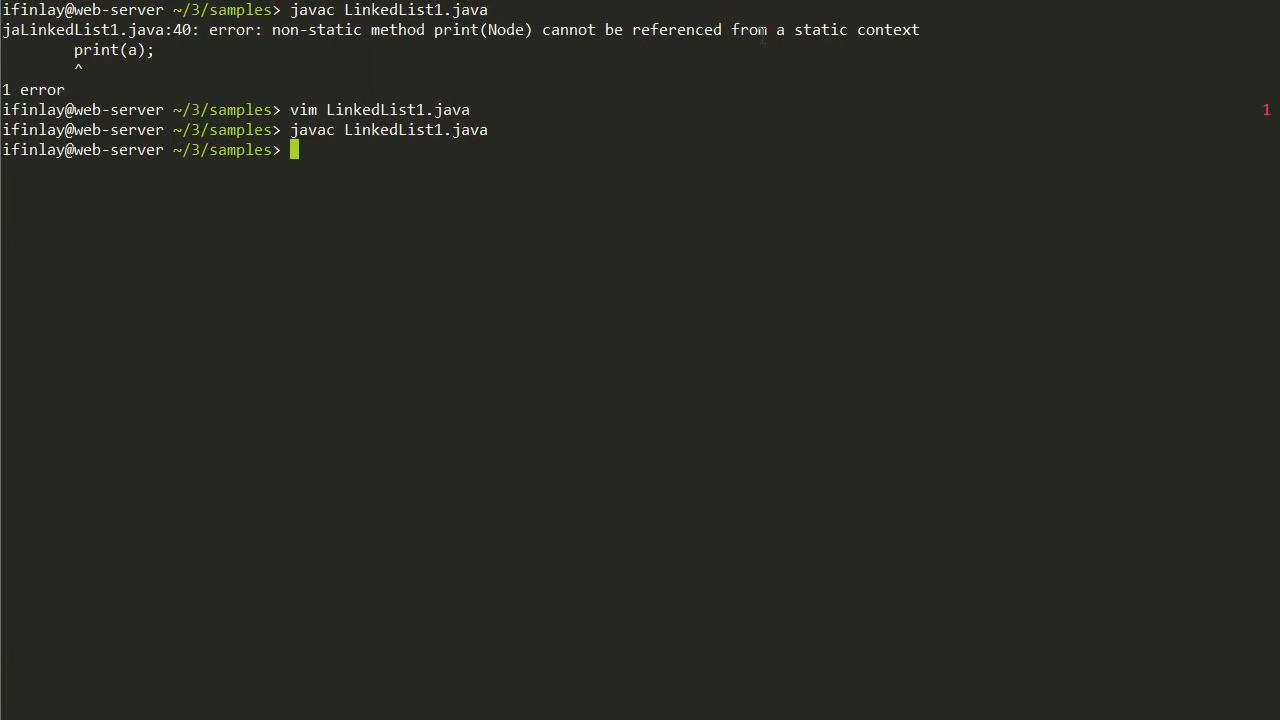 ifinlay@web-server ~/3/samples> javac LinkedList1.java
jaLinkedList1.java:40: error: non-static method print(Node) cannot be referenced from a static context
        print(a);
        ^
1 error
ifinlay@web-server ~/3/samples> vim LinkedList1.java 1
ifinlay@web-server ~/3/samples> javac LinkedList1.java
ifinlay@web-server ~/3/samples>